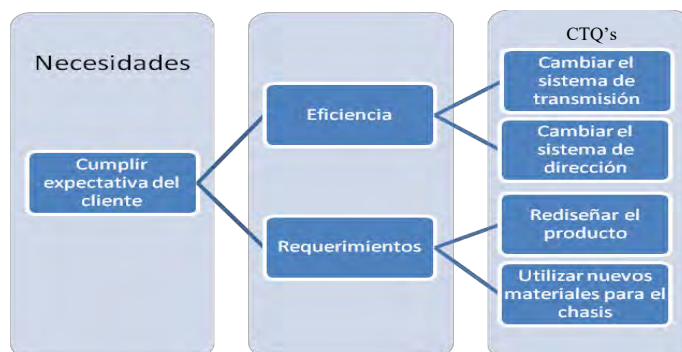 Necesidades
Cumplir
expectativa del
cliente
Eficiencia
Requerimientos
CTQ’s
Cambiar el
sistema de
transmisión
Cambiar el
sistema de
dirección
Rediseñar el
producto
Utilizar nuevos
materiales para el
chasis